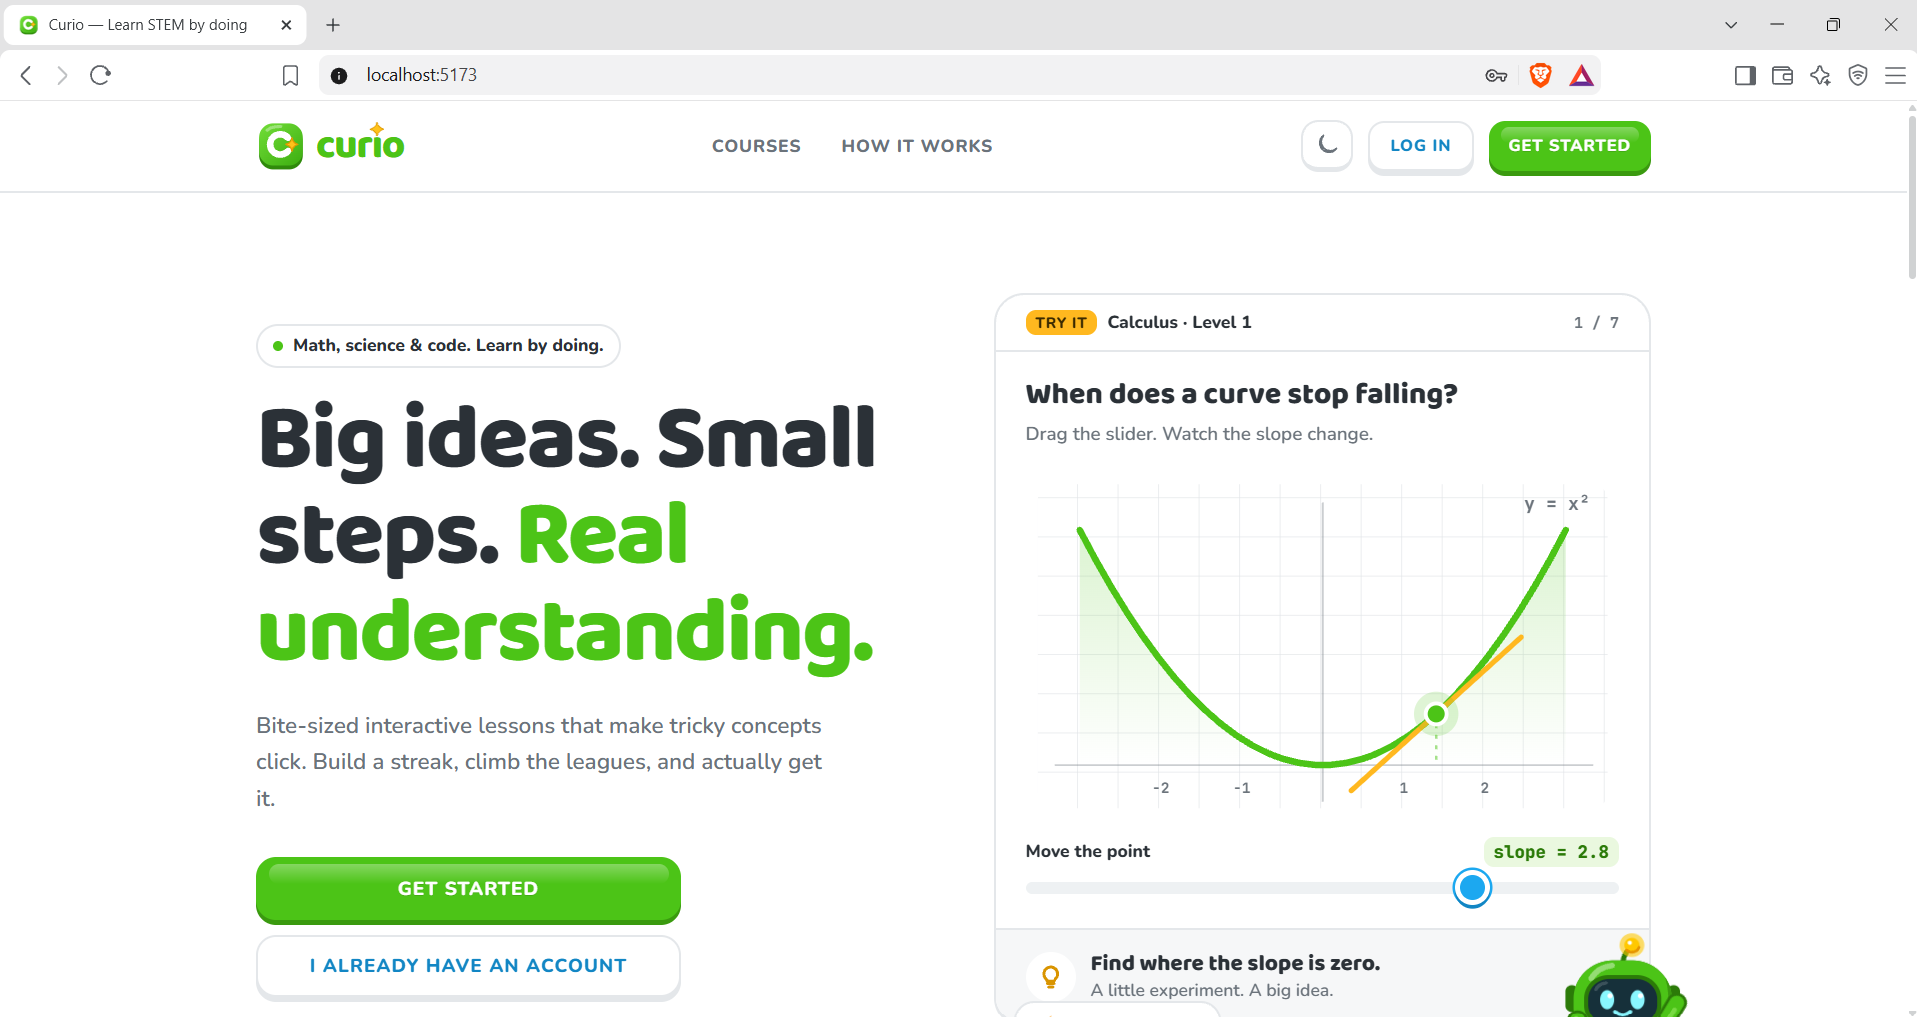 Curio — Learn STEM by doing
localhost:5173
curio
COURSES
HOW IT WORKS
LOG IN
GET STARTED
Math, science & code. Learn by doing.
Big ideas. Small
steps. Real
understanding.
Bite-sized interactive lessons that make tricky concepts
click. Build a streak, climb the leagues, and actually get
it.
GET STARTED
I ALREADY HAVE AN ACCOUNT
TRY IT
Calculus · Level 1
1 / 7
When does a curve stop falling?
Drag the slider. Watch the slope change.
y = x²
-2 -1 1 2
Move the point
slope = 2.8
Find where the slope is zero.
A little experiment. A big idea.